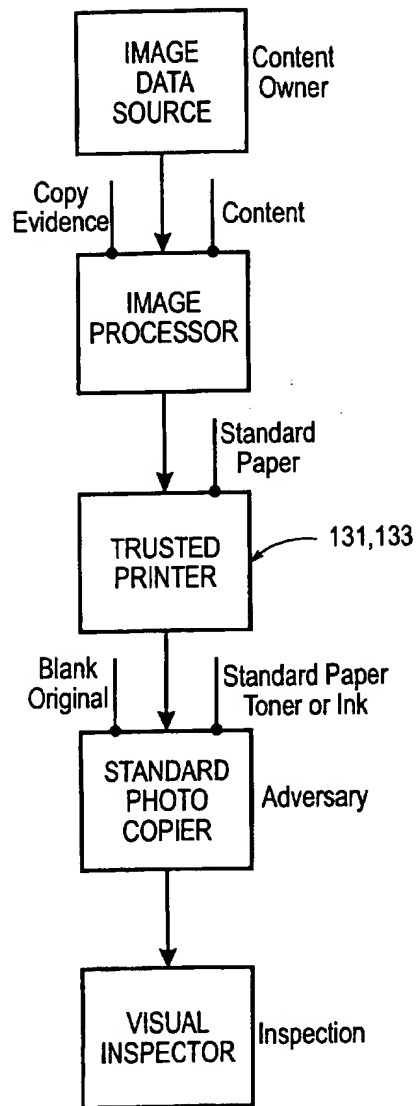 IMAGE
DATA
SOURCE
Content
Owner
Copy
Evidence
Content
IMAGE
PROCESSOR
Standard
Paper
TRUSTED
PRINTER
131,133
Blank
Original
Standard Paper
Toner or Ink
STANDARD
PHOTO
COPIER
Adversary
VISUAL
INSPECTOR
Inspection